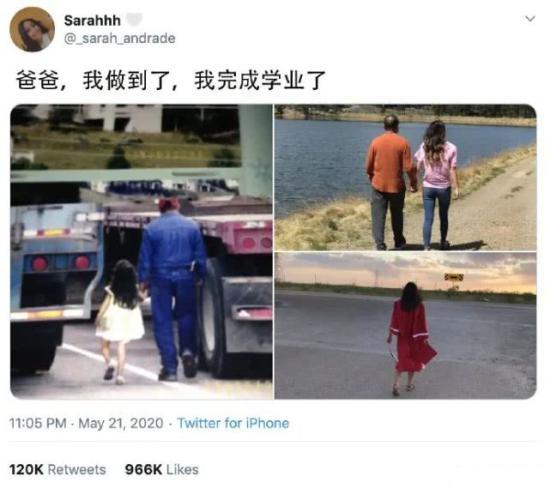 Sarahhh
@_sarah_andrade
爸爸，我做到了，我完成学业了
11:05 PM · May 21, 2020 · Twitter for iPhone
120K Retweets 966K Likes